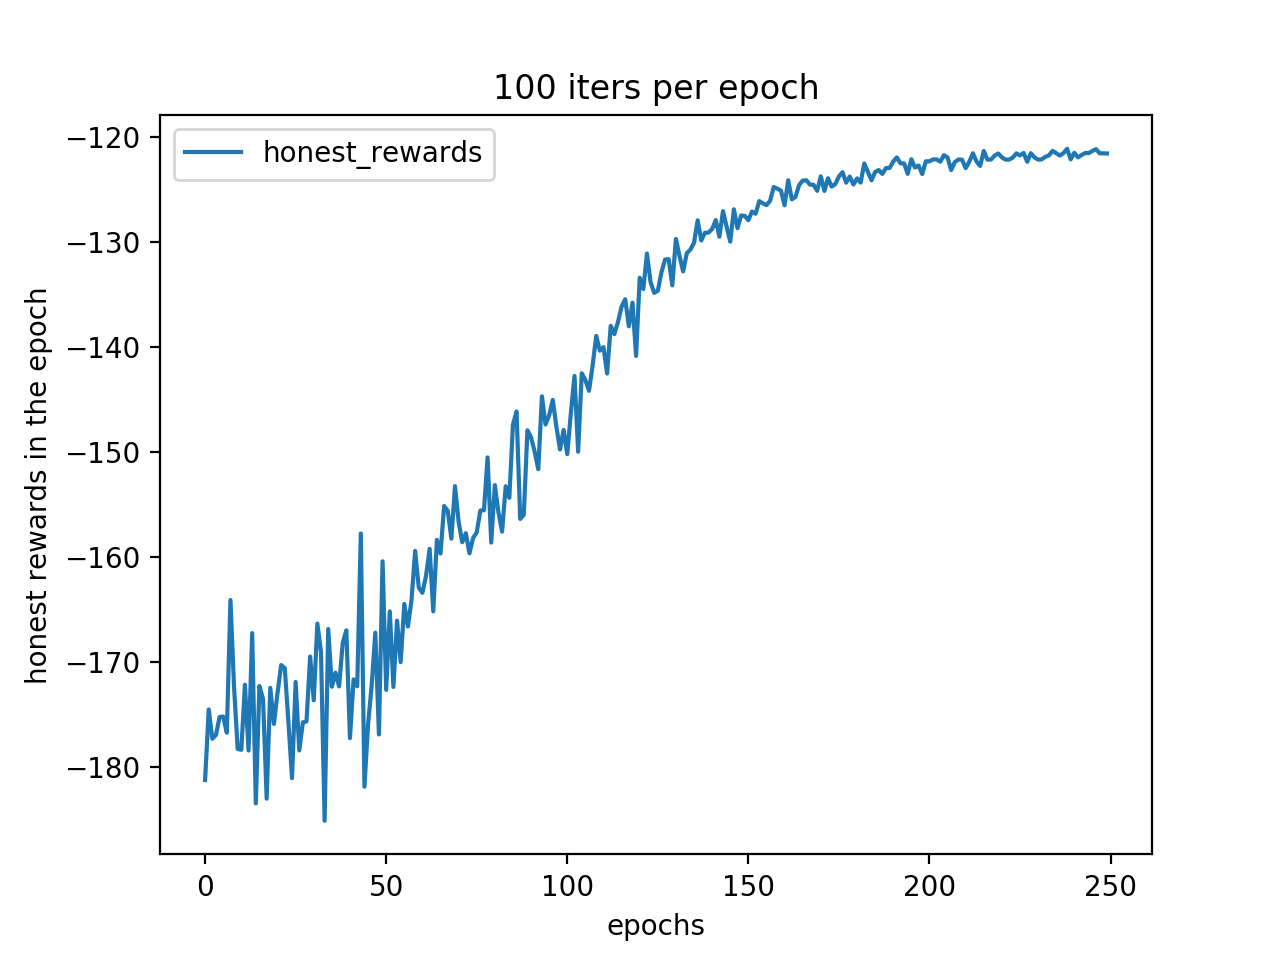 100 iters per epoch
honest_rewards
honest rewards in the epoch
−120
−130
−140
−150
−160
−170
−180
0 50 100 150 200 250
epochs